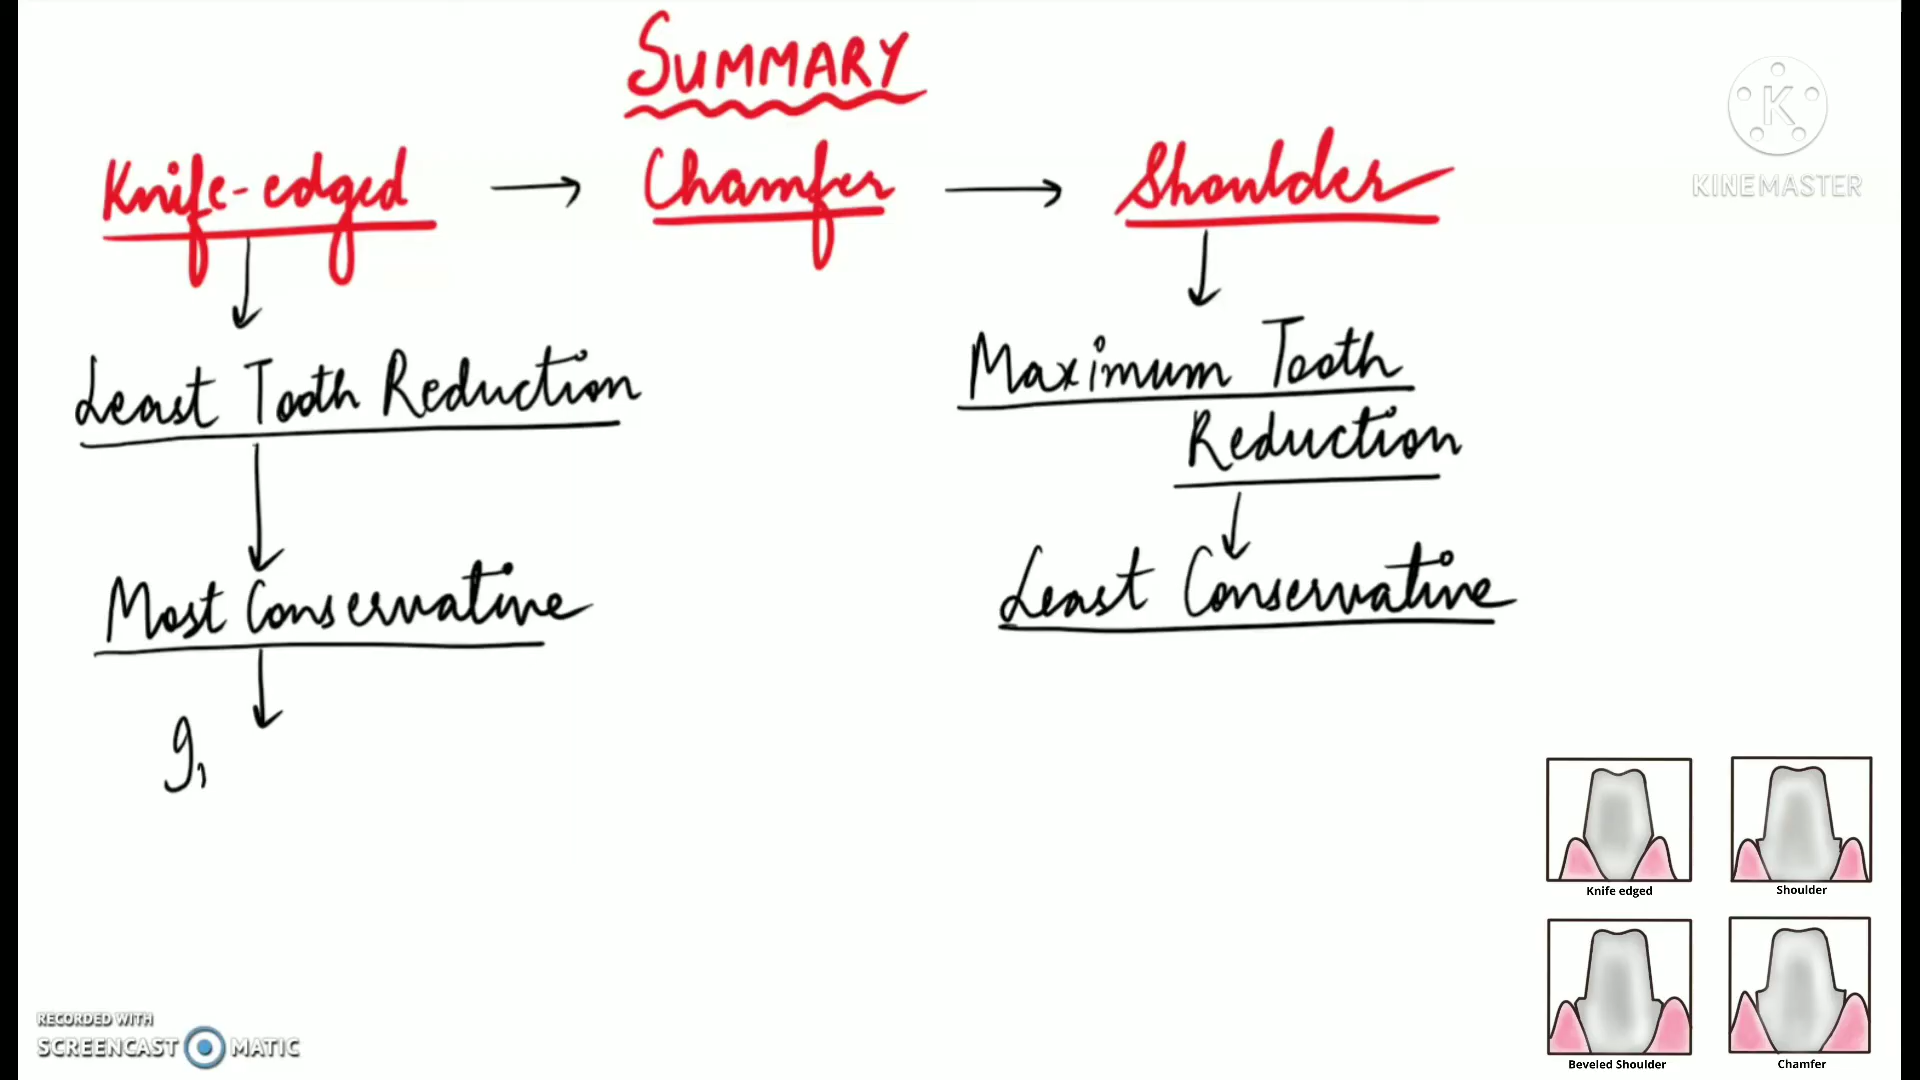 SUMMARY
Knife-edged → Chamfer → Shoulder
Least Tooth Reduction
Maximum Tooth
Reduction
Most Conservative
Least Conservative
K
KINEMASTER
Knife edged
Shoulder
Beveled Shoulder
Chamfer
RECORDED WITH
SCREENCAST MATIC